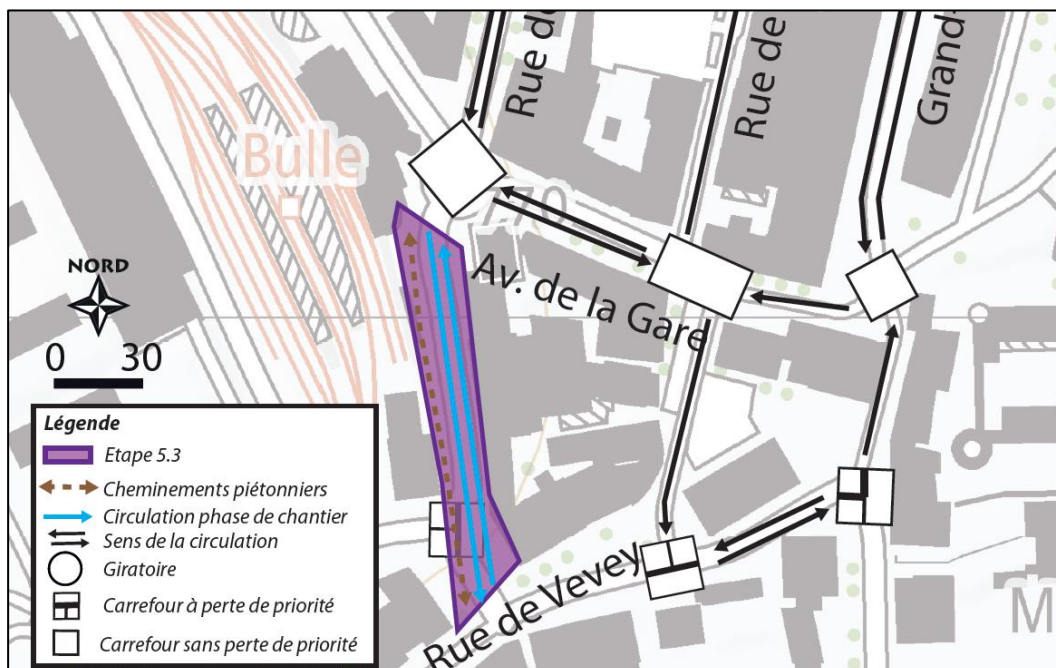 Rue de
Rue de
Grand-
Bulle
770
Av. de la Gare
NORD
0 30
Légende
Etape 5.3
Cheminements piétonniers
Circulation phase de chantier
Sens de la circulation
Giratoire
Carrefour à perte de priorité
Carrefour sans perte de priorité
Rue de Vevey
M